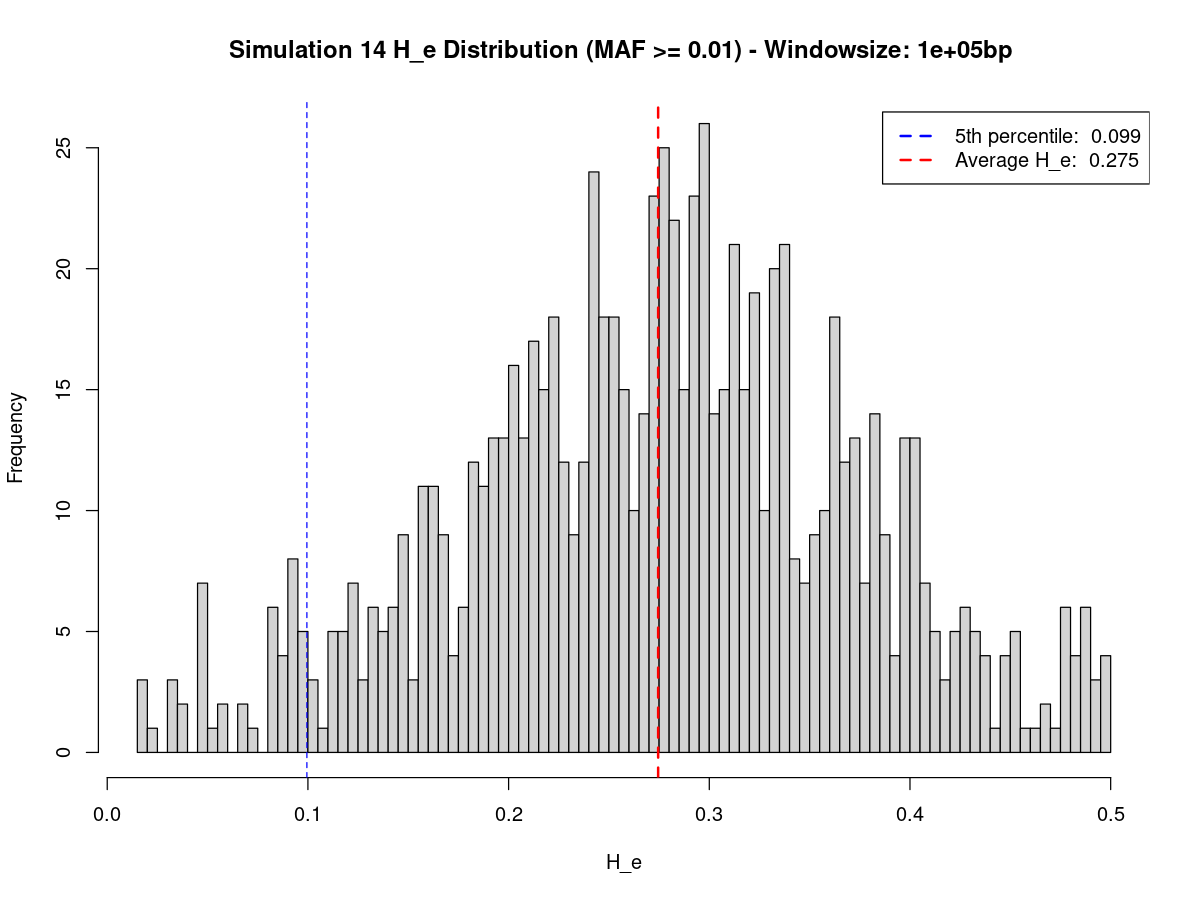 Simulation 14 H_e Distribution (MAF >= 0.01) - Windowsize: 1e+05bp
5th percentile:  0.099
Average H_e:  0.275
Frequency
25
20
15
10
5
0
0.0 0.1 0.2 0.3 0.4 0.5
H_e